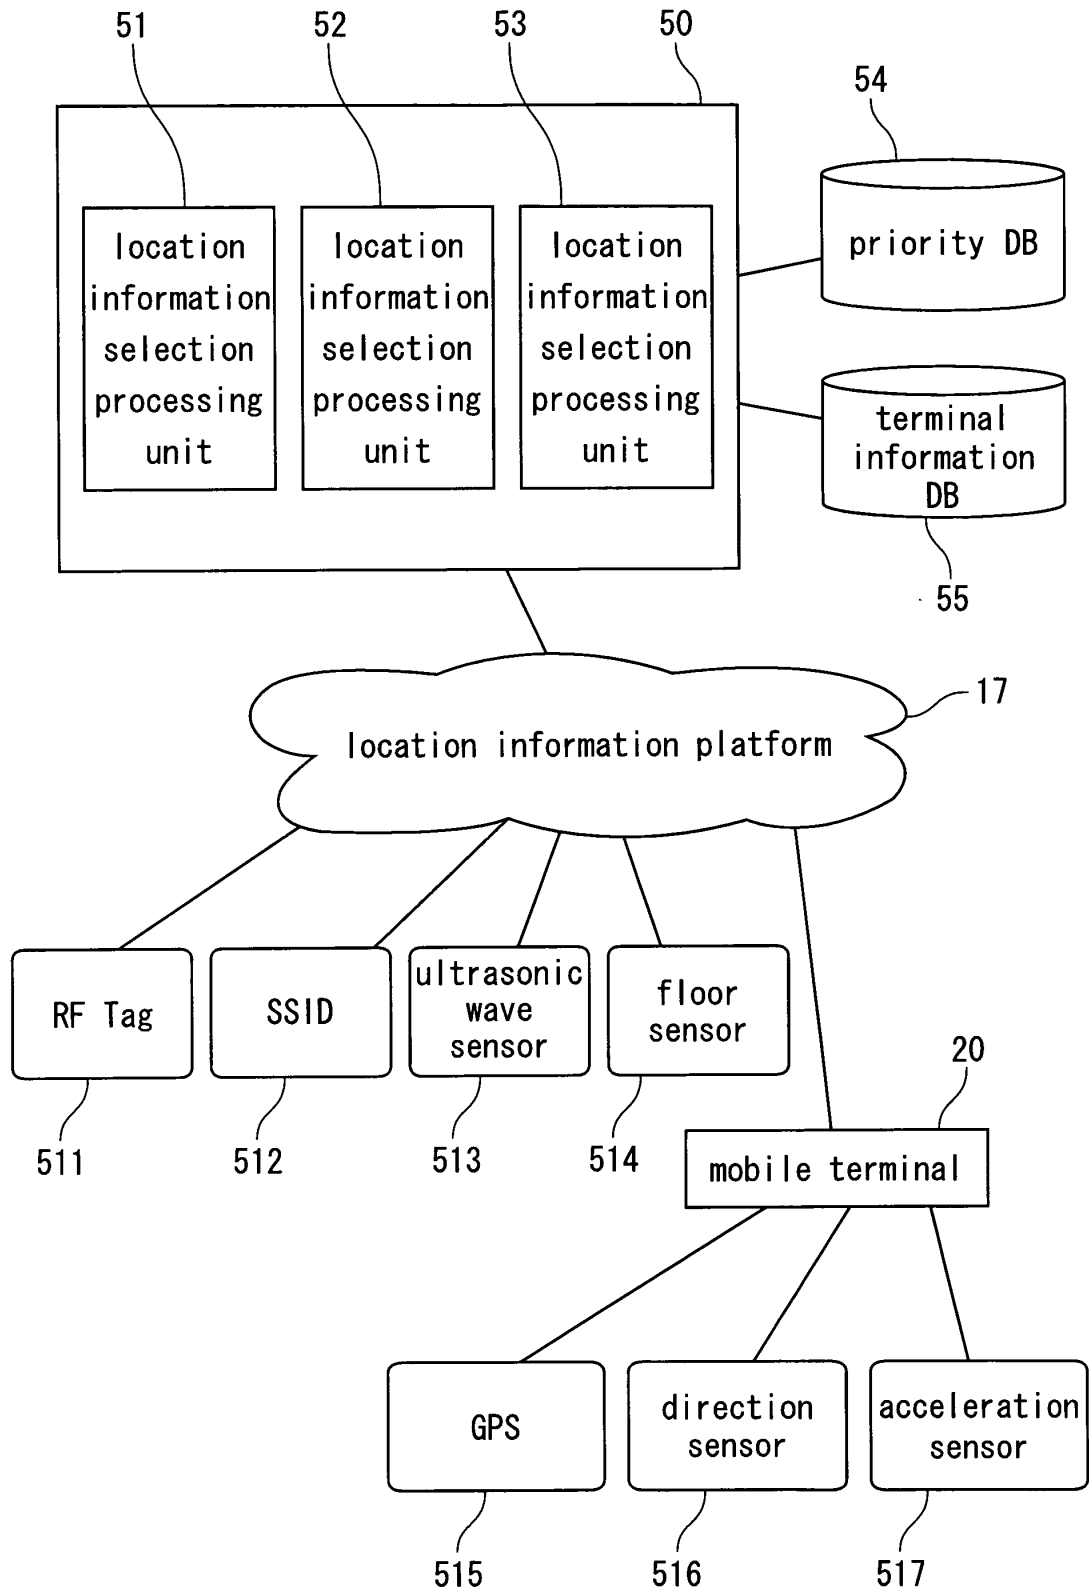 51
52
53
50
54
location
information
selection
processing
unit
location
information
selection
processing
unit
location
information
selection
processing
unit
priority DB
terminal
information
DB
55
17
location information platform
RF Tag
SSID
ultrasonic
wave
sensor
floor
sensor
511
512
513
514
20
mobile terminal
GPS
direction
sensor
acceleration
sensor
515
516
517